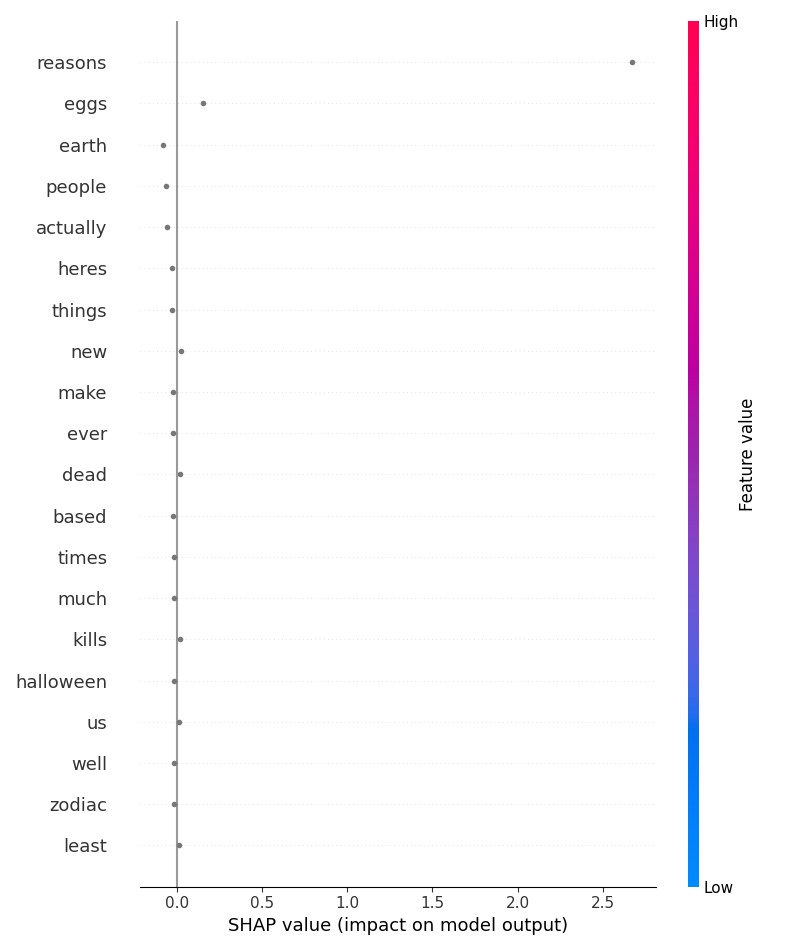 High
reasons
eggs
earth
people
actually
heres
things
new
make
ever
dead
based
times
much
kills
halloween
us
well
zodiac
least
Feature value
Low
0.0 0.5 1.0 1.5 2.0 2.5
SHAP value (impact on model output)